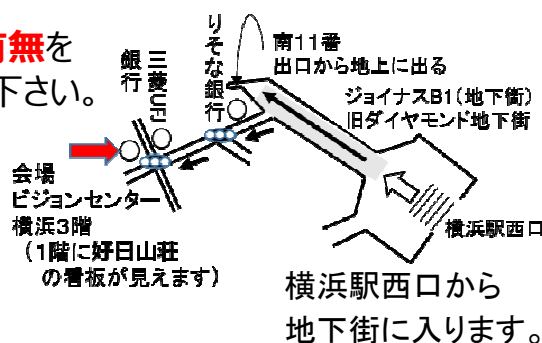 有無を
下さい。
三菱UFJ
銀行
りそな銀行
南11番
出口から地上に出る
ジョイナスB1(地下街)
旧ダイヤモンド地下街
会場
ビジョンセンター
横浜3階
(1階に好日山荘
の看板が見えます)
横浜駅西口
横浜駅西口から
地下街に入ります。